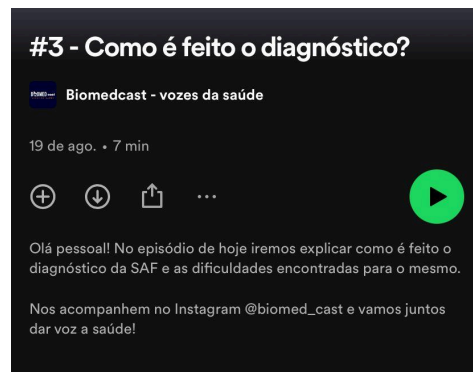 #3 - Como é feito o diagnóstico?
Biomedcast - vozes da saúde
19 de ago. • 7 min
Olá pessoal! No episódio de hoje iremos explicar como é feito o
diagnóstico da SAF e as dificuldades encontradas para o mesmo.
Nos acompanhem no Instagram @biomed_cast e vamos juntos
dar voz a saúde!